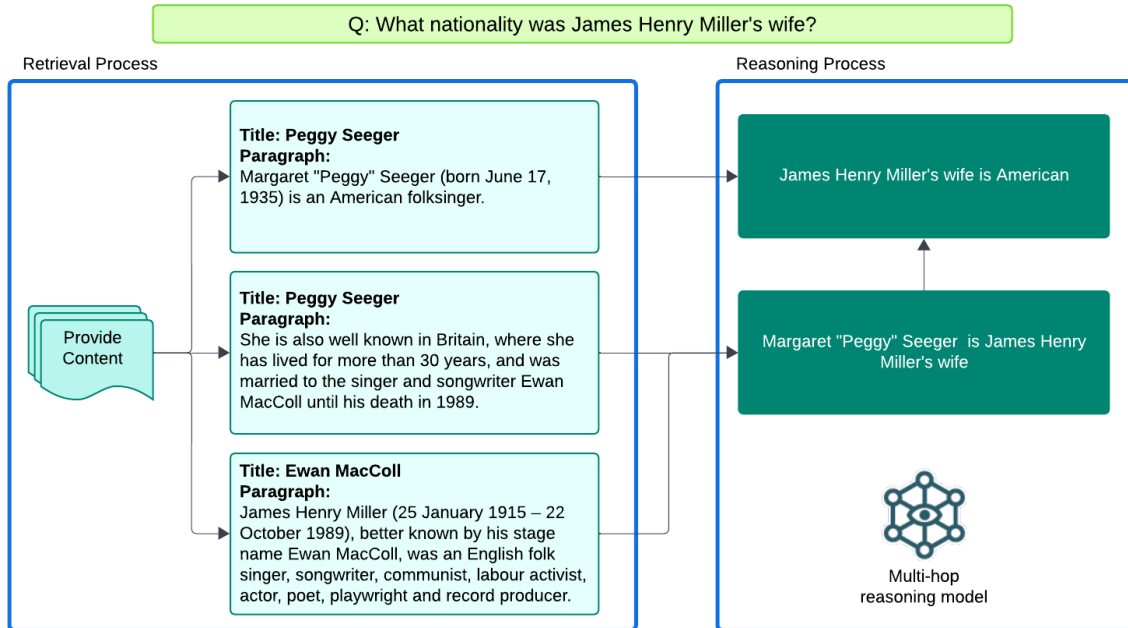 Q: What nationality was James Henry Miller's wife?
Retrieval Process
Reasoning Process
Provide
Content
Title: Peggy Seeger
Paragraph:
Margaret "Peggy" Seeger (born June 17,
1935) is an American folksinger.
Title: Peggy Seeger
Paragraph:
She is also well known in Britain, where she
has lived for more than 30 years, and was
married to the singer and songwriter Ewan
MacColl until his death in 1989.
Title: Ewan MacColl
Paragraph:
James Henry Miller (25 January 1915 – 22
October 1989), better known by his stage
name Ewan MacColl, was an English folk
singer, songwriter, communist, labour activist,
actor, poet, playwright and record producer.
James Henry Miller's wife is American
Margaret "Peggy" Seeger is James Henry
Miller's wife
Multi-hop
reasoning model